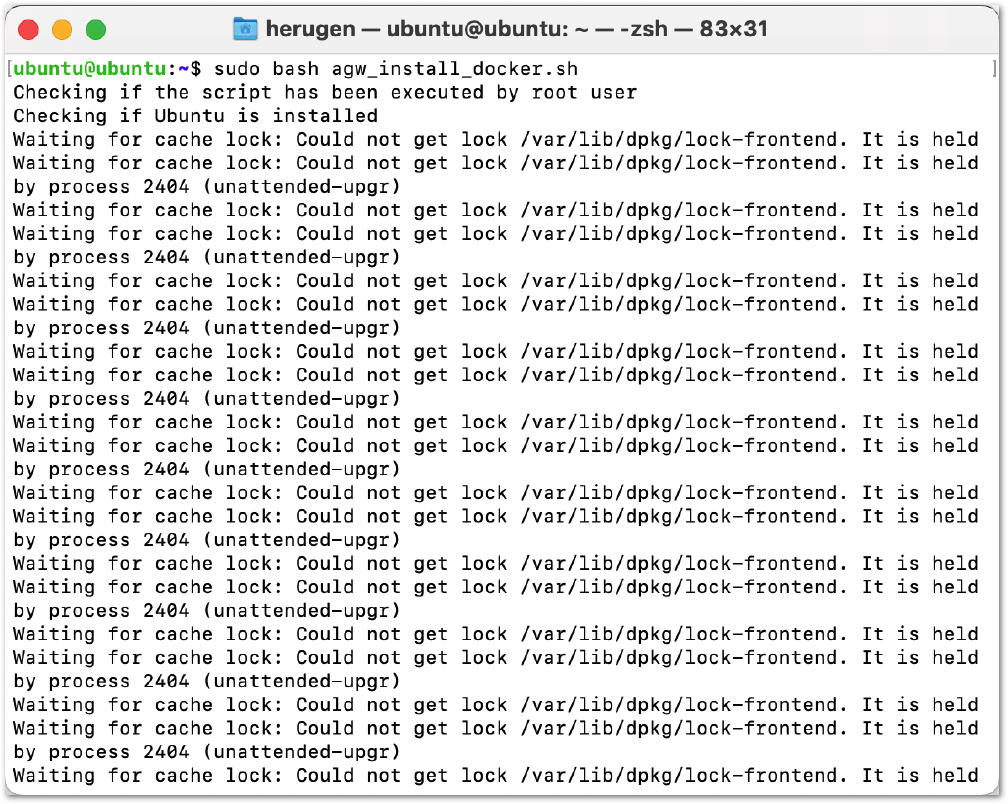 herugen — ubuntu@ubuntu: ~ — -zsh — 83×31
[ubuntu@ubuntu:~$ sudo bash agw_install_docker.sh ]
Checking if the script has been executed by root user
Checking if Ubuntu is installed
Waiting for cache lock: Could not get lock /var/lib/dpkg/lock-frontend. It is held
Waiting for cache lock: Could not get lock /var/lib/dpkg/lock-frontend. It is held
by process 2404 (unattended-upgr)
Waiting for cache lock: Could not get lock /var/lib/dpkg/lock-frontend. It is held
Waiting for cache lock: Could not get lock /var/lib/dpkg/lock-frontend. It is held
by process 2404 (unattended-upgr)
Waiting for cache lock: Could not get lock /var/lib/dpkg/lock-frontend. It is held
Waiting for cache lock: Could not get lock /var/lib/dpkg/lock-frontend. It is held
by process 2404 (unattended-upgr)
Waiting for cache lock: Could not get lock /var/lib/dpkg/lock-frontend. It is held
Waiting for cache lock: Could not get lock /var/lib/dpkg/lock-frontend. It is held
by process 2404 (unattended-upgr)
Waiting for cache lock: Could not get lock /var/lib/dpkg/lock-frontend. It is held
Waiting for cache lock: Could not get lock /var/lib/dpkg/lock-frontend. It is held
by process 2404 (unattended-upgr)
Waiting for cache lock: Could not get lock /var/lib/dpkg/lock-frontend. It is held
Waiting for cache lock: Could not get lock /var/lib/dpkg/lock-frontend. It is held
by process 2404 (unattended-upgr)
Waiting for cache lock: Could not get lock /var/lib/dpkg/lock-frontend. It is held
Waiting for cache lock: Could not get lock /var/lib/dpkg/lock-frontend. It is held
by process 2404 (unattended-upgr)
Waiting for cache lock: Could not get lock /var/lib/dpkg/lock-frontend. It is held
Waiting for cache lock: Could not get lock /var/lib/dpkg/lock-frontend. It is held
by process 2404 (unattended-upgr)
Waiting for cache lock: Could not get lock /var/lib/dpkg/lock-frontend. It is held
Waiting for cache lock: Could not get lock /var/lib/dpkg/lock-frontend. It is held
by process 2404 (unattended-upgr)
Waiting for cache lock: Could not get lock /var/lib/dpkg/lock-frontend. It is held